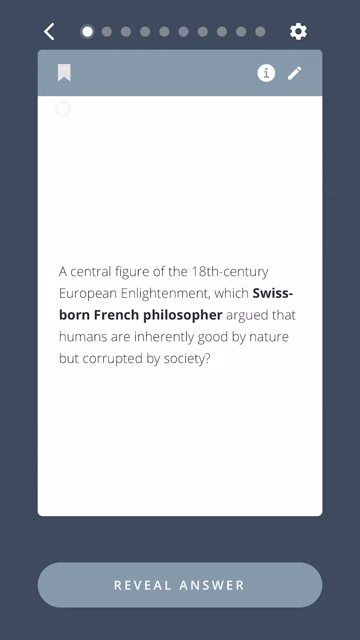 Q
A central figure of the 18th-century
European Enlightenment, which Swiss-
born French philosopher argued that
humans are inherently good by nature
but corrupted by society?
REVEAL ANSWER